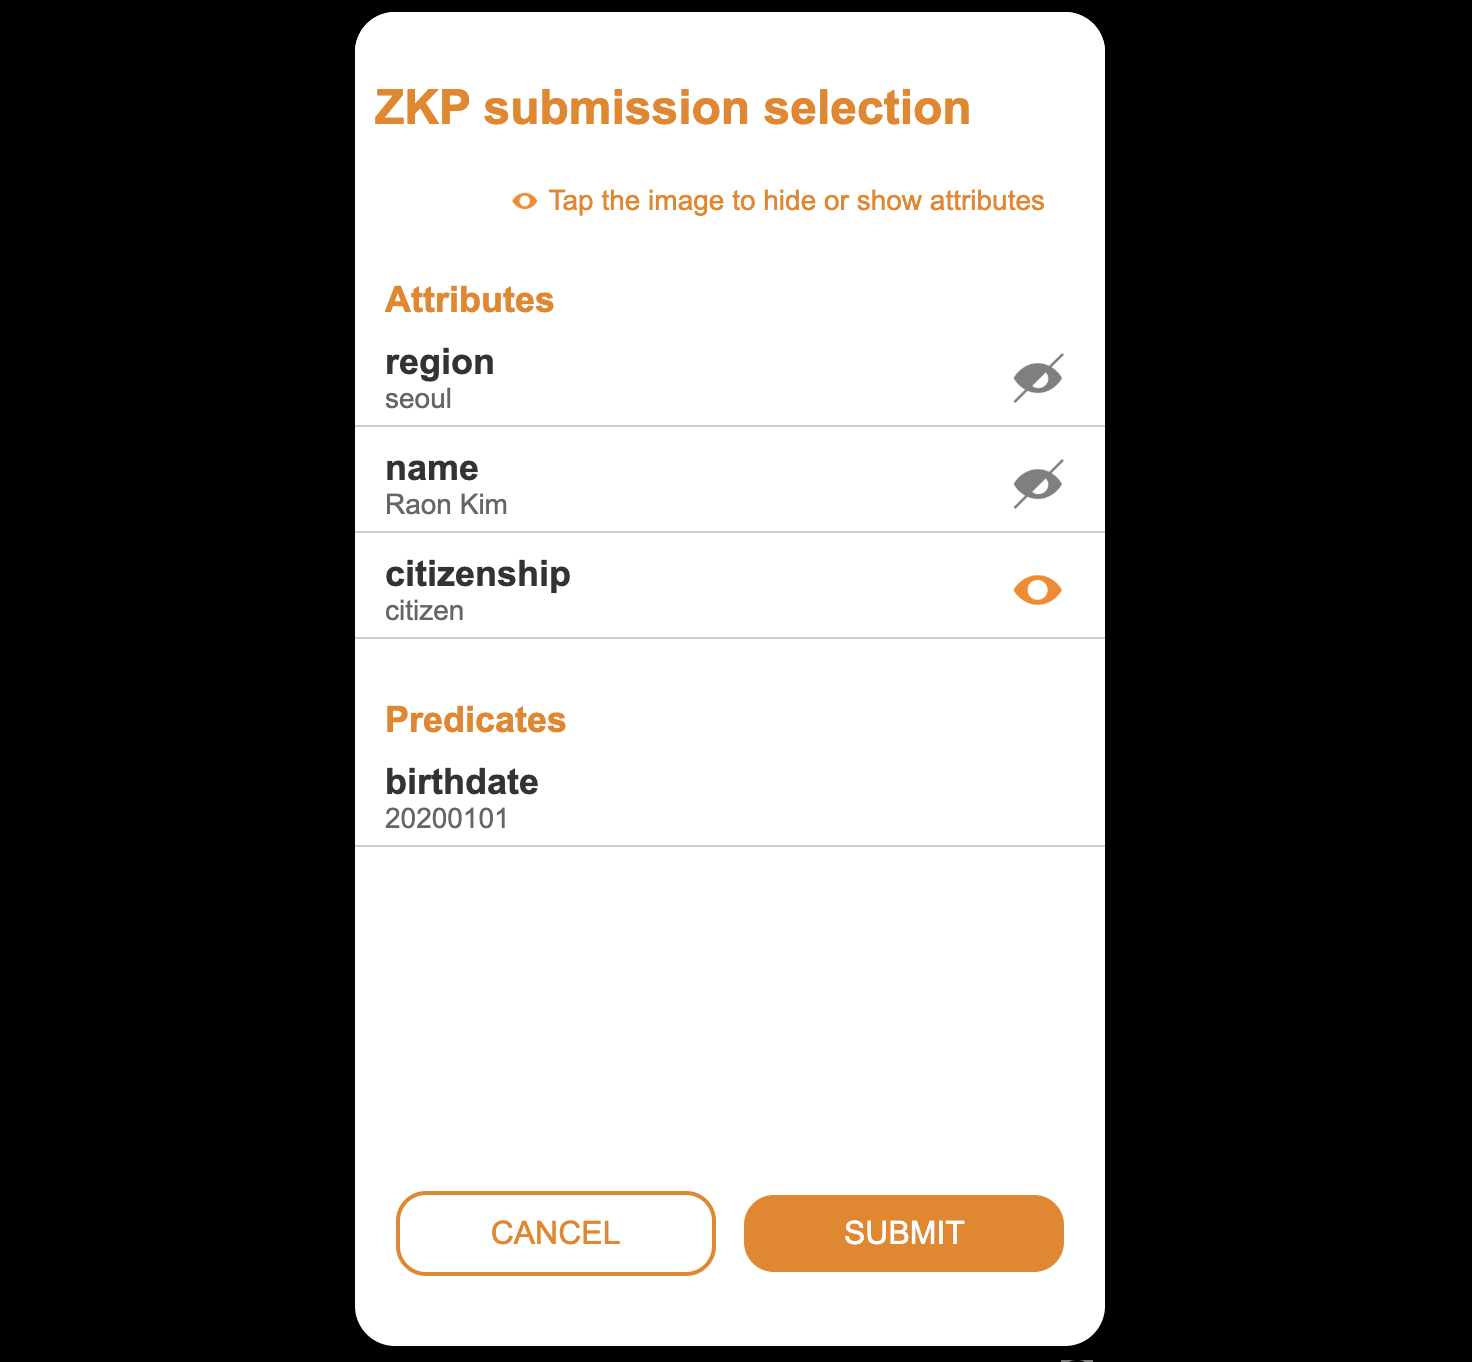 ZKP submission selection
Tap the image to hide or show attributes
Attributes
region
seoul
name
Raon Kim
citizenship
citizen
Predicates
birthdate
20200101
CANCEL
SUBMIT